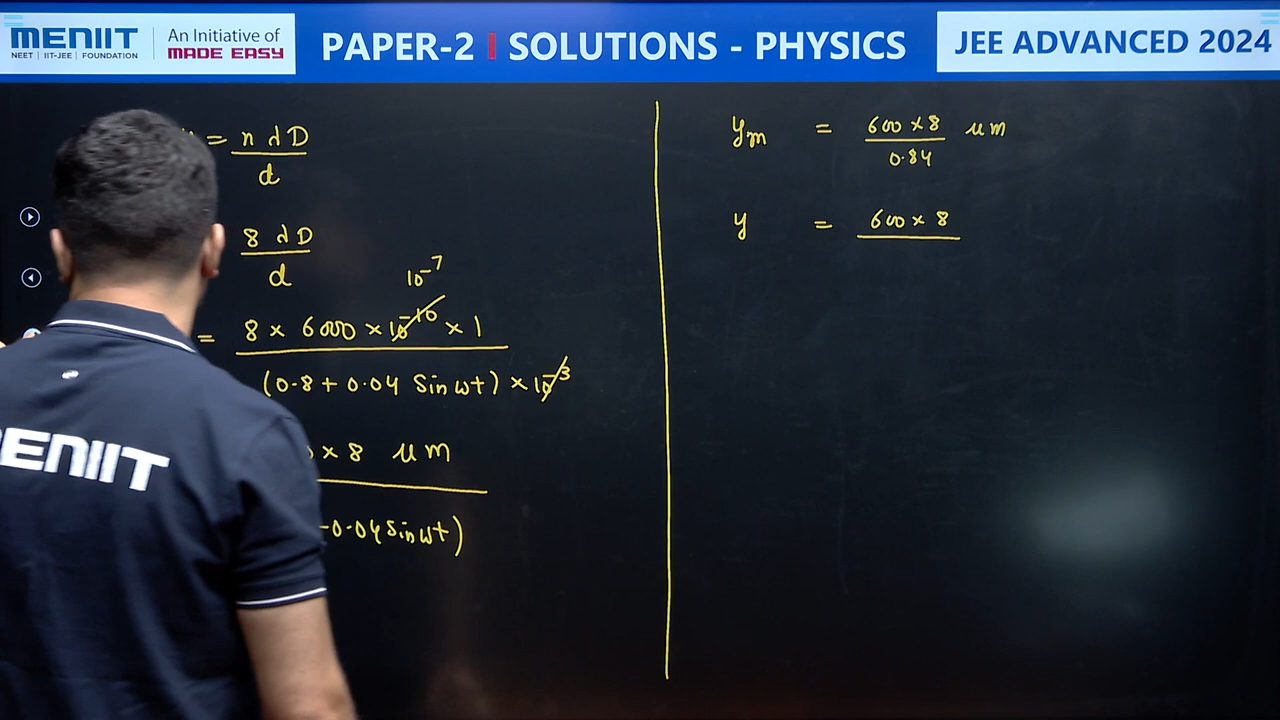 MENIIT
NEET | IIT-JEE | FOUNDATION
An Initiative of
MADE EASY
PAPER-2 | SOLUTIONS - PHYSICS
JEE ADVANCED 2024
= n λ D
d
8 λ D
d
10⁻⁷
= 8 × 6000 × 10⁻¹⁰ × 1
(0.8 + 0.04 Sin ωt) × 10⁻³
× 8 μm
0.04 Sin ωt)
yₘ = 600 × 8 μm
0.84
y = 600 × 8
ENIIT